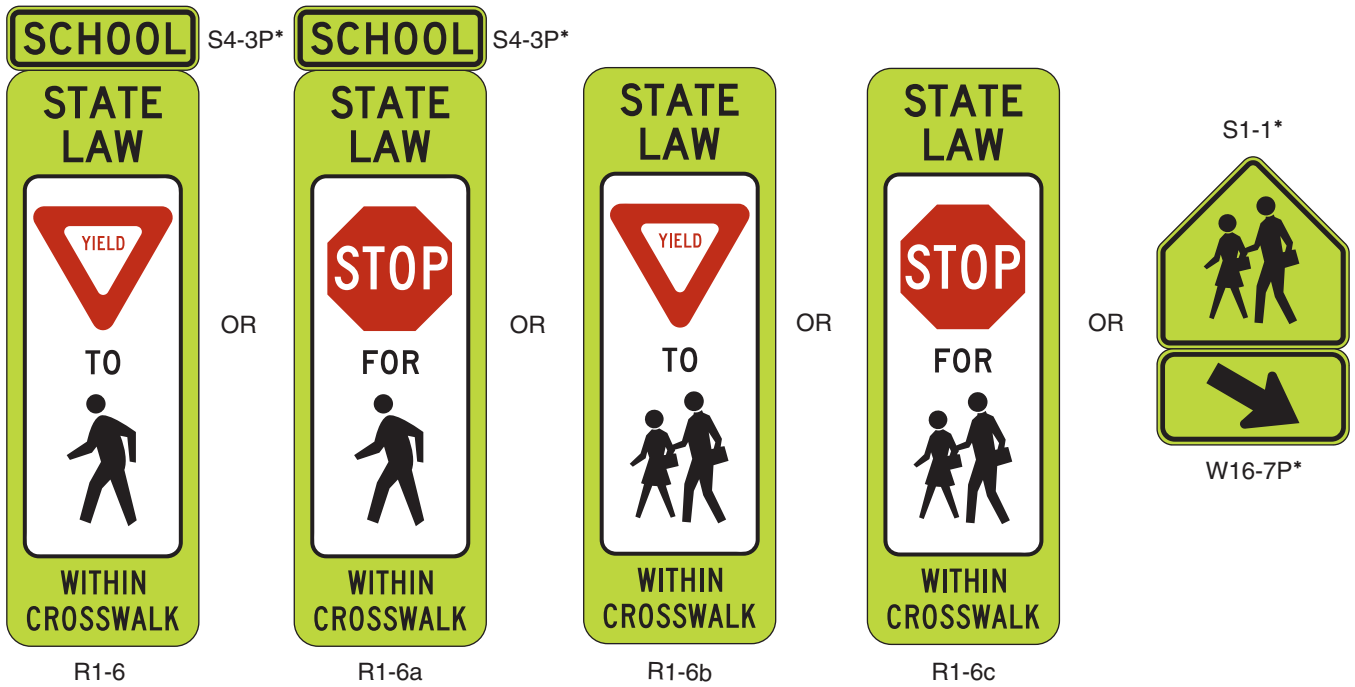 SCHOOL S4-3P*
STATE
LAW
YIELD
TO
WITHIN
CROSSWALK
R1-6
OR
SCHOOL S4-3P*
STATE
LAW
STOP
FOR
WITHIN
CROSSWALK
R1-6a
OR
STATE
LAW
YIELD
TO
WITHIN
CROSSWALK
R1-6b
OR
STATE
LAW
STOP
FOR
WITHIN
CROSSWALK
R1-6c
OR
S1-1*
W16-7P*